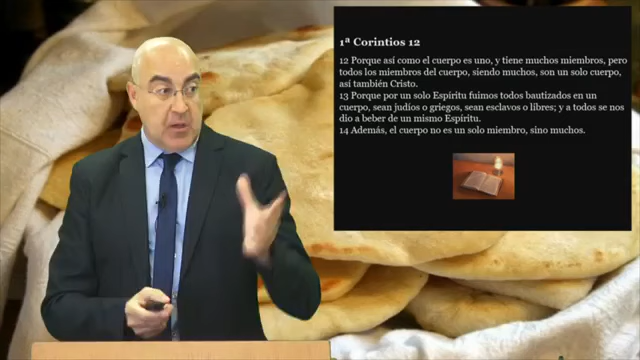 1ª Corintios 12
12 Porque así como el cuerpo es uno, y tiene muchos miembros, pero
todos los miembros del cuerpo, siendo muchos, son un solo cuerpo,
así también Cristo.
13 Porque por un solo Espíritu fuimos todos bautizados en un
cuerpo, sean judíos o griegos, sean esclavos o libres; y a todos se nos
dio a beber de un mismo Espíritu.
14 Además, el cuerpo no es un solo miembro, sino muchos.